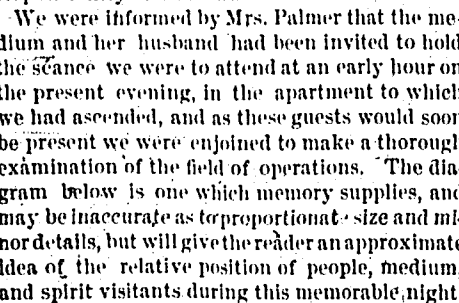 We were informed by Mrs. Palmer that the me-
dium and her husband had been invited to hold
the séance we were to attend at an early hour on
the present evening, in the apartment to which
we had ascended, and as these guests would soon
be present we were enjoined to make a thorough
examination of the field of operations. The dia-
gram below is one which memory supplies, and
may be inaccurate as to proportionate size and mi-
nor details, but will give the reader an approximate
idea of the relative position of people, medium,
and spirit visitants during this memorable night